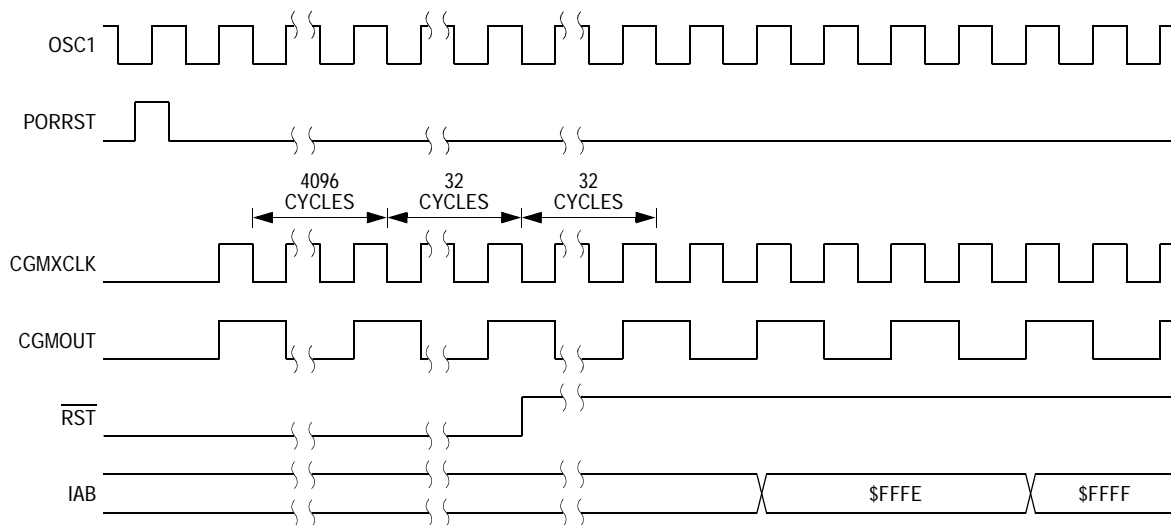 OSC1
PORRST
4096
CYCLES
32
CYCLES
32
CYCLES
CGMXCLK
CGMOUT
RST
IAB
$FFFE
$FFFF